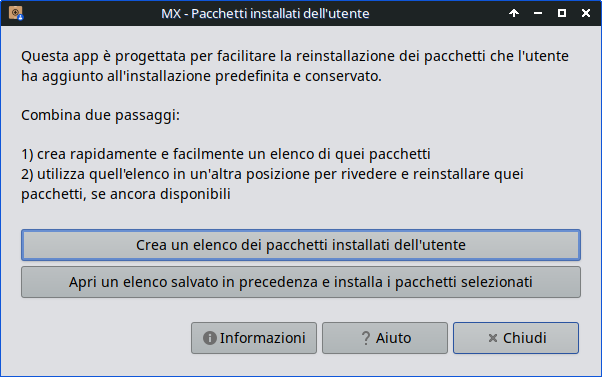 MX - Pacchetti installati dell'utente
Questa app è progettata per facilitare la reinstallazione dei pacchetti che l'utente
ha aggiunto all'installazione predefinita e conservato.
Combina due passaggi:
1) crea rapidamente e facilmente un elenco di quei pacchetti
2) utilizza quell'elenco in un'altra posizione per rivedere e reinstallare quei
pacchetti, se ancora disponibili
Crea un elenco dei pacchetti installati dell'utente
Apri un elenco salvato in precedenza e installa i pacchetti selezionati
Informazioni
Aiuto
Chiudi